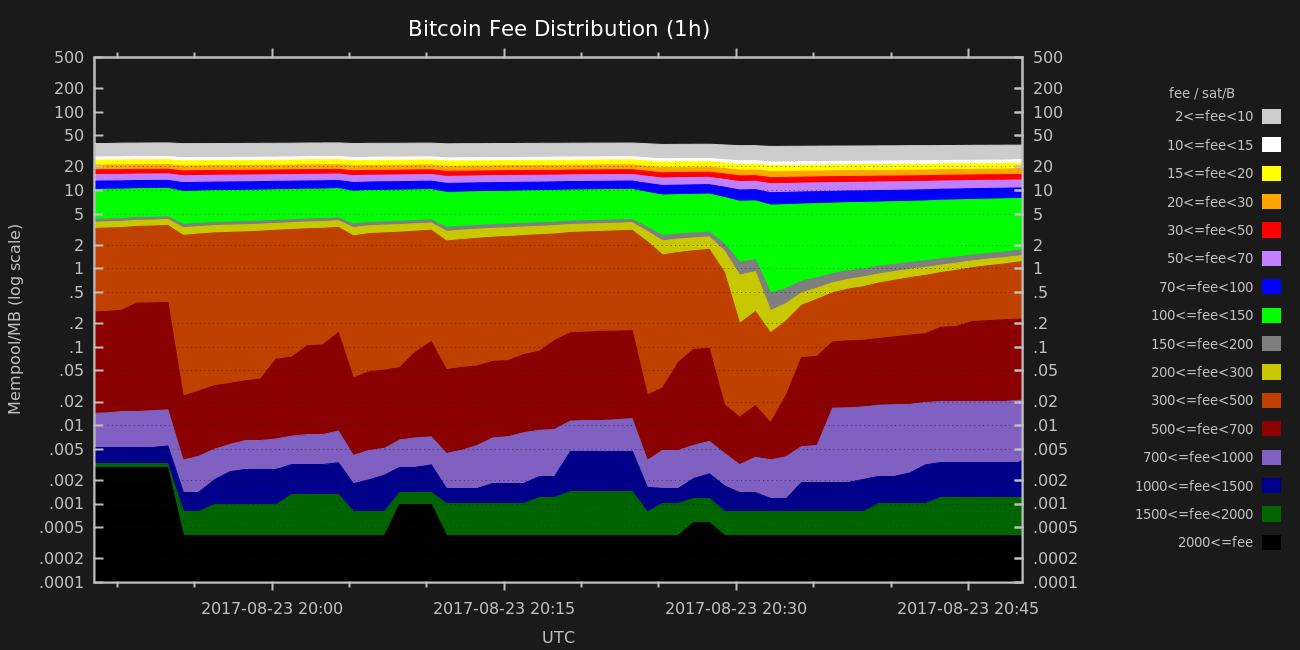 Bitcoin Fee Distribution (1h)
Mempool/MB (log scale)
500
200
100
50
20
10
5
2
1
.5
.2
.1
.05
.02
.01
.005
.002
.001
.0005
.0002
.0001
500
200
100
50
20
10
5
2
1
.5
.2
.1
.05
.02
.01
.005
.002
.001
.0005
.0002
.0001
2017-08-23 20:00
2017-08-23 20:15
2017-08-23 20:30
2017-08-23 20:45
UTC
fee / sat/B
2<=fee<10
10<=fee<15
15<=fee<20
20<=fee<30
30<=fee<50
50<=fee<70
70<=fee<100
100<=fee<150
150<=fee<200
200<=fee<300
300<=fee<500
500<=fee<700
700<=fee<1000
1000<=fee<1500
1500<=fee<2000
2000<=fee